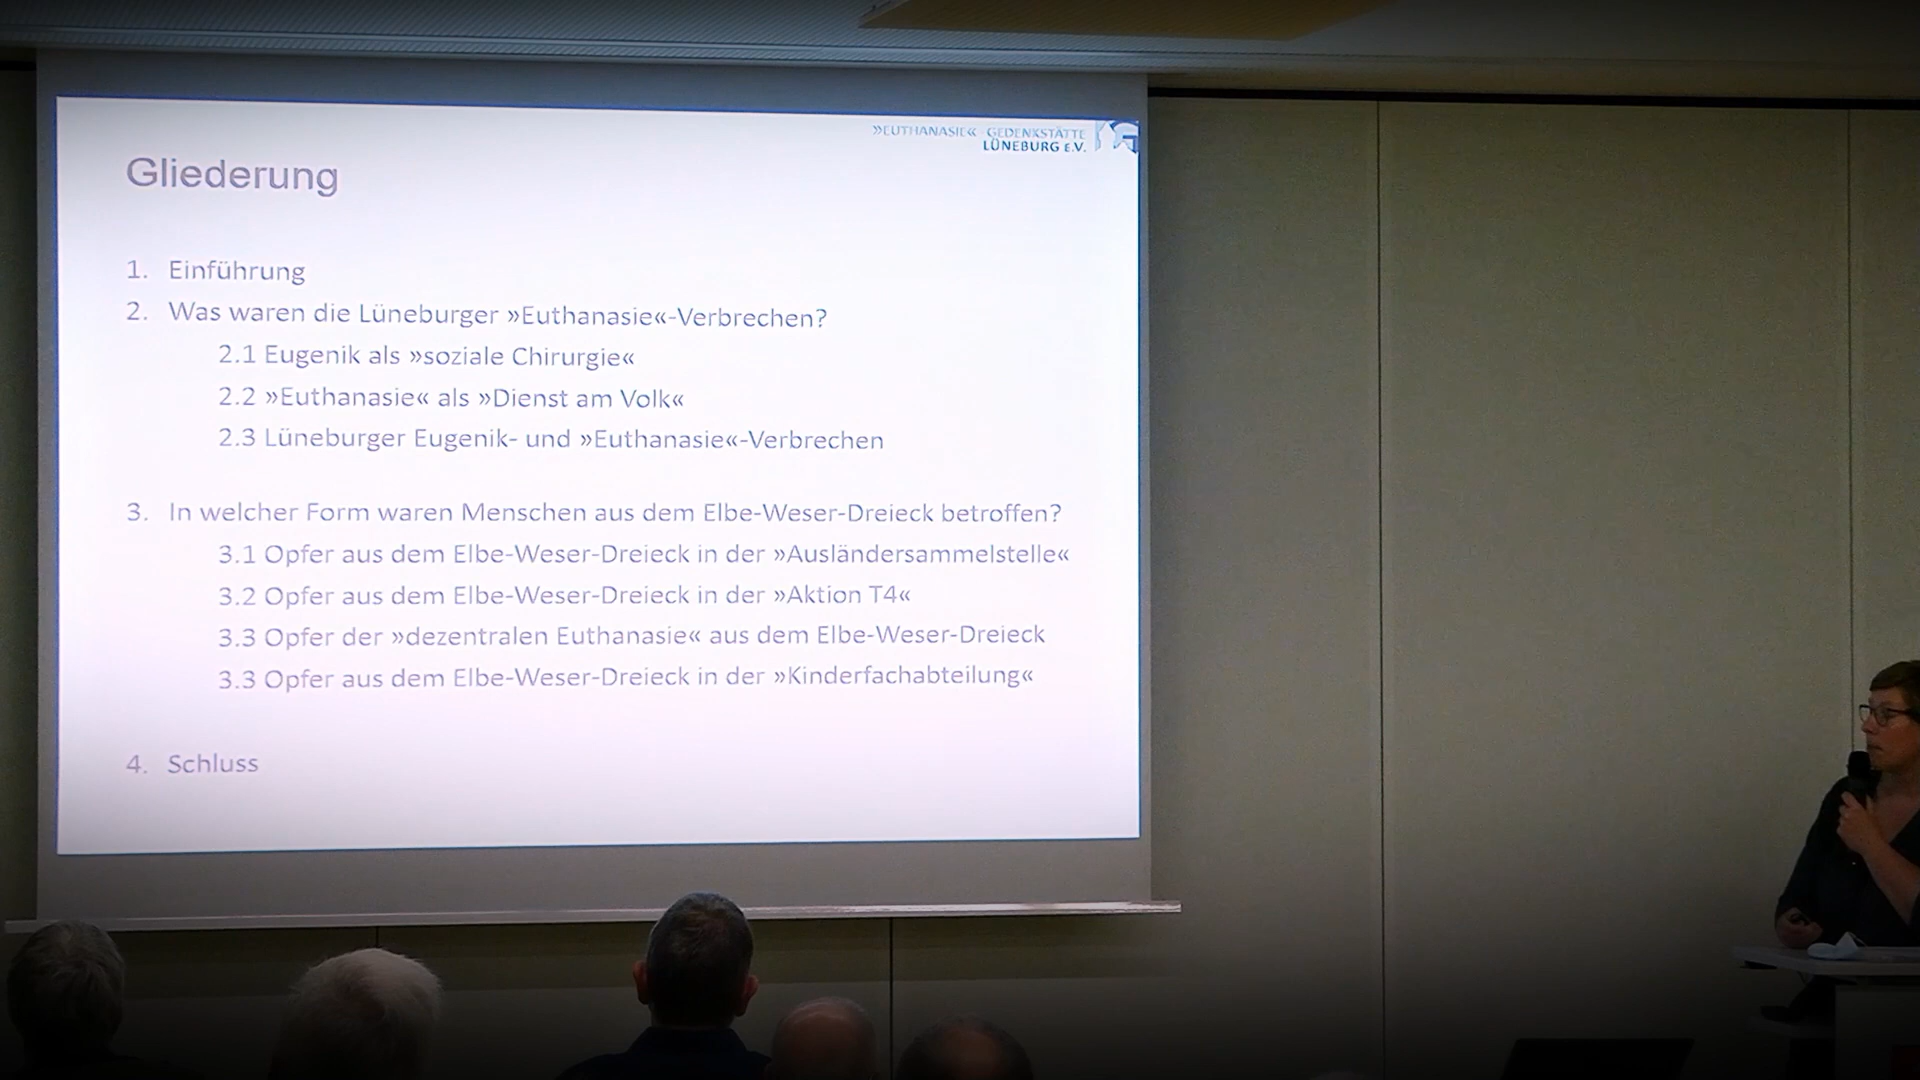 »EUTHANASIE« GEDENKSTÄTTE
LÜNEBURG E.V.
Gliederung
1. Einführung
2. Was waren die Lüneburger »Euthanasie«-Verbrechen?
2.1 Eugenik als »soziale Chirurgie«
2.2 »Euthanasie« als »Dienst am Volk«
2.3 Lüneburger Eugenik- und »Euthanasie«-Verbrechen
3. In welcher Form waren Menschen aus dem Elbe-Weser-Dreieck betroffen?
3.1 Opfer aus dem Elbe-Weser-Dreieck in der »Ausländersammelstelle«
3.2 Opfer aus dem Elbe-Weser-Dreieck in der »Aktion T4«
3.3 Opfer der »dezentralen Euthanasie« aus dem Elbe-Weser-Dreieck
3.3 Opfer aus dem Elbe-Weser-Dreieck in der »Kinderfachabteilung«
4. Schluss